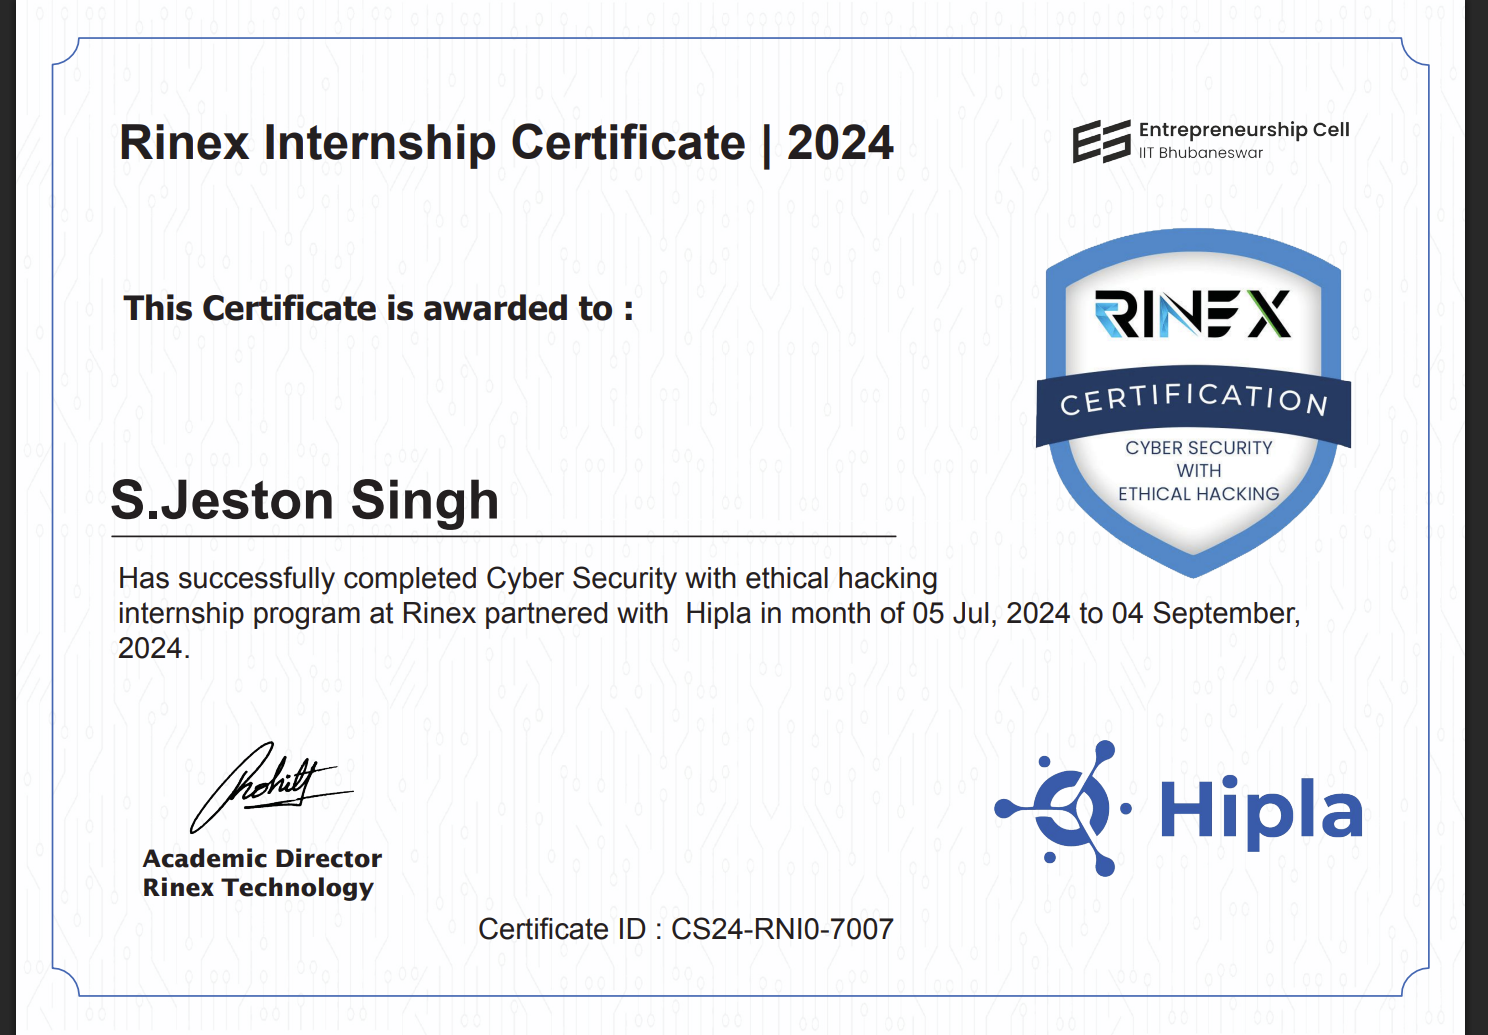 Rinex Internship Certificate | 2024
Entrepreneurship Cell
IIT Bhubaneswar
This Certificate is awarded to :
RINEX
CERTIFICATION
CYBER SECURITY
WITH
ETHICAL HACKING
S.Jeston Singh
Has successfully completed Cyber Security with ethical hacking
internship program at Rinex partnered with  Hipla in month of 05 Jul, 2024 to 04 September,
2024.
Hipla
Academic Director
Rinex Technology
Certificate ID : CS24-RNI0-7007